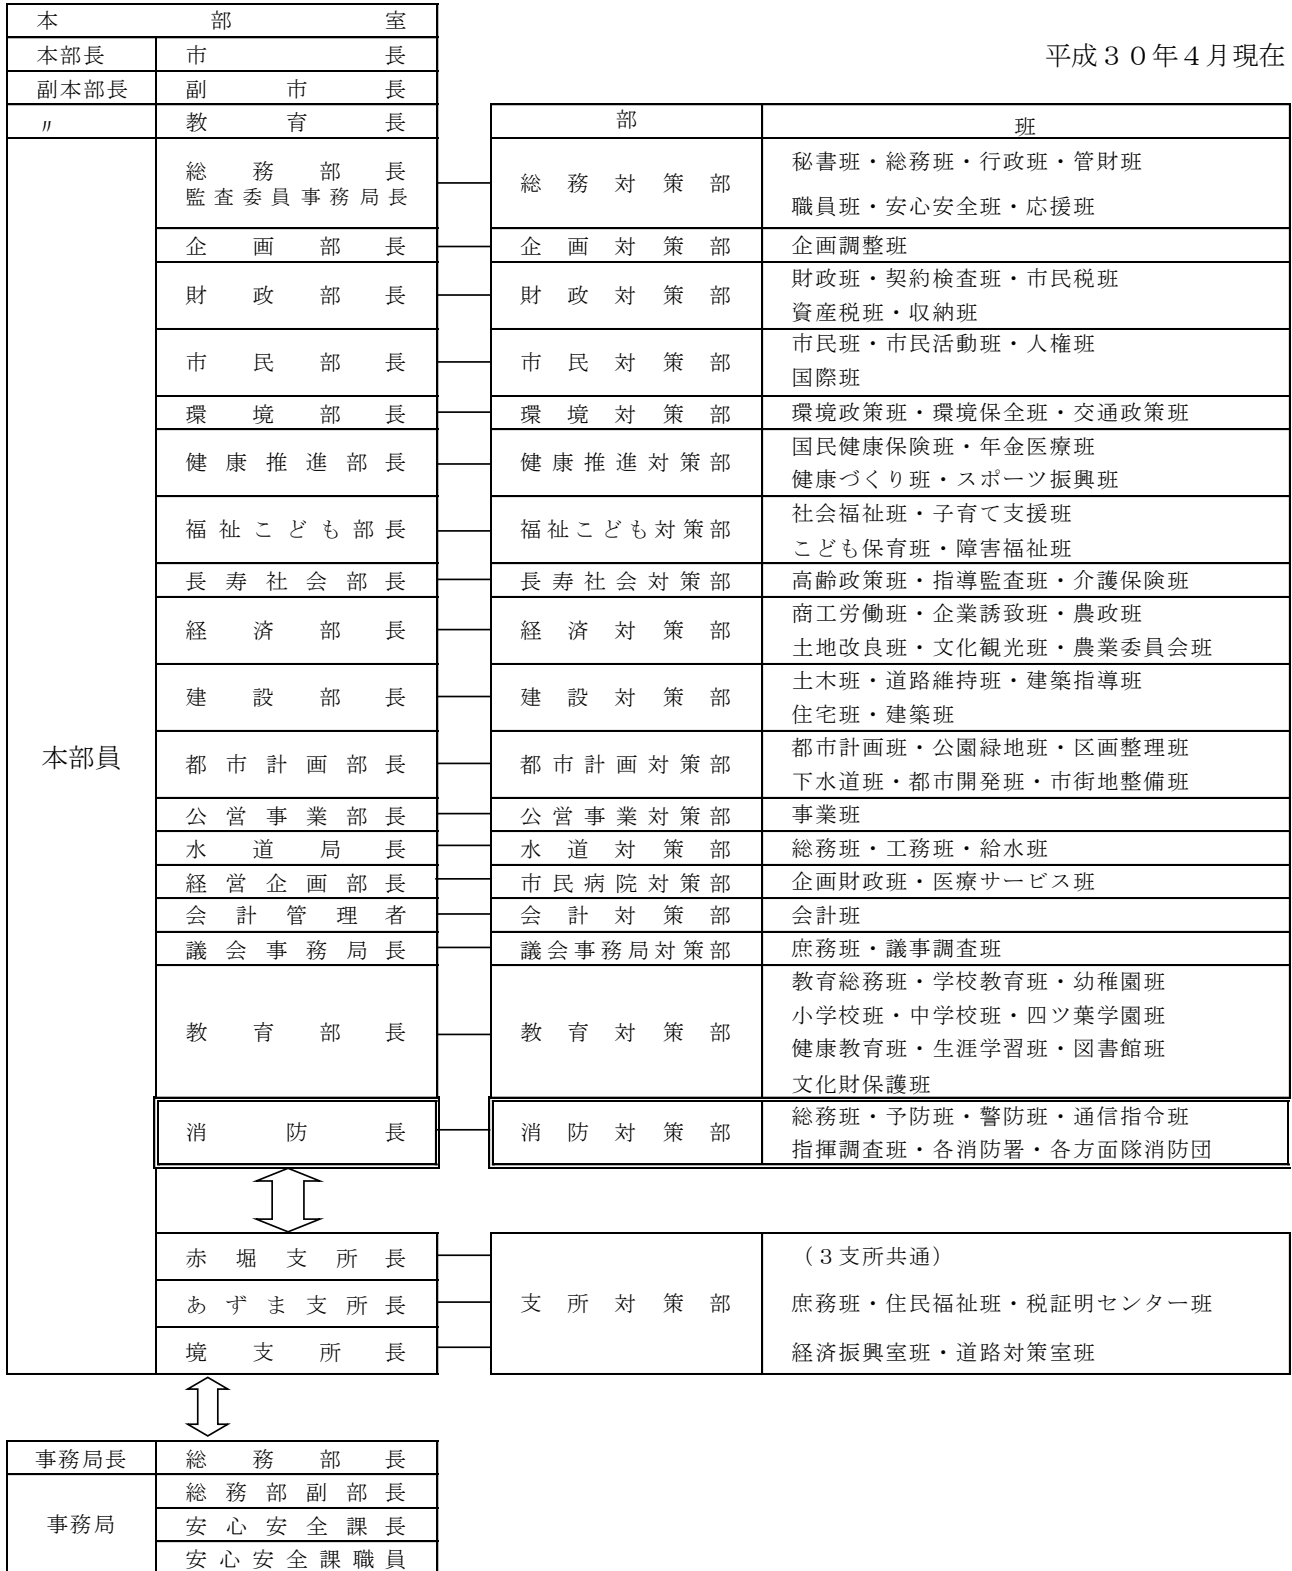 本部室
平成３０年４月現在
本部長 市長
副本部長 副市長
〃 教育長
部 班
本部員
総務部長
監査委員事務局長
総務対策部
秘書班・総務班・行政班・管財班
職員班・安心安全班・応援班
企画部長 企画対策部 企画調整班
財政部長 財政対策部
財政班・契約検査班・市民税班
資産税班・収納班
市民部長 市民対策部
市民班・市民活動班・人権班
国際班
環境部長 環境対策部 環境政策班・環境保全班・交通政策班
健康推進部長 健康推進対策部
国民健康保険班・年金医療班
健康づくり班・スポーツ振興班
福祉こども部長 福祉こども対策部
社会福祉班・子育て支援班
こども保育班・障害福祉班
長寿社会部長 長寿社会対策部 高齢政策班・指導監査班・介護保険班
経済部長 経済対策部
商工労働班・企業誘致班・農政班
土地改良班・文化観光班・農業委員会班
建設部長 建設対策部
土木班・道路維持班・建築指導班
住宅班・建築班
都市計画部長 都市計画対策部
都市計画班・公園緑地班・区画整理班
下水道班・都市開発班・市街地整備班
公営事業部長 公営事業対策部 事業班
水道局長 水道対策部 総務班・工務班・給水班
経営企画部長 市民病院対策部 企画財政班・医療サービス班
会計管理者 会計対策部 会計班
議会事務局長 議会事務局対策部 庶務班・議事調査班
教育部長 教育対策部
教育総務班・学校教育班・幼稚園班
小学校班・中学校班・四ツ葉学園班
健康教育班・生涯学習班・図書館班
文化財保護班
消防長 消防対策部
総務班・予防班・警防班・通信指令班
指揮調査班・各消防署・各方面隊消防団
赤堀支所長
あずま支所長
境支所長
支所対策部
（３支所共通）
庶務班・住民福祉班・税証明センター班
経済振興室班・道路対策室班
事務局長 総務部長
事務局
総務部副部長
安心安全課長
安心安全課職員